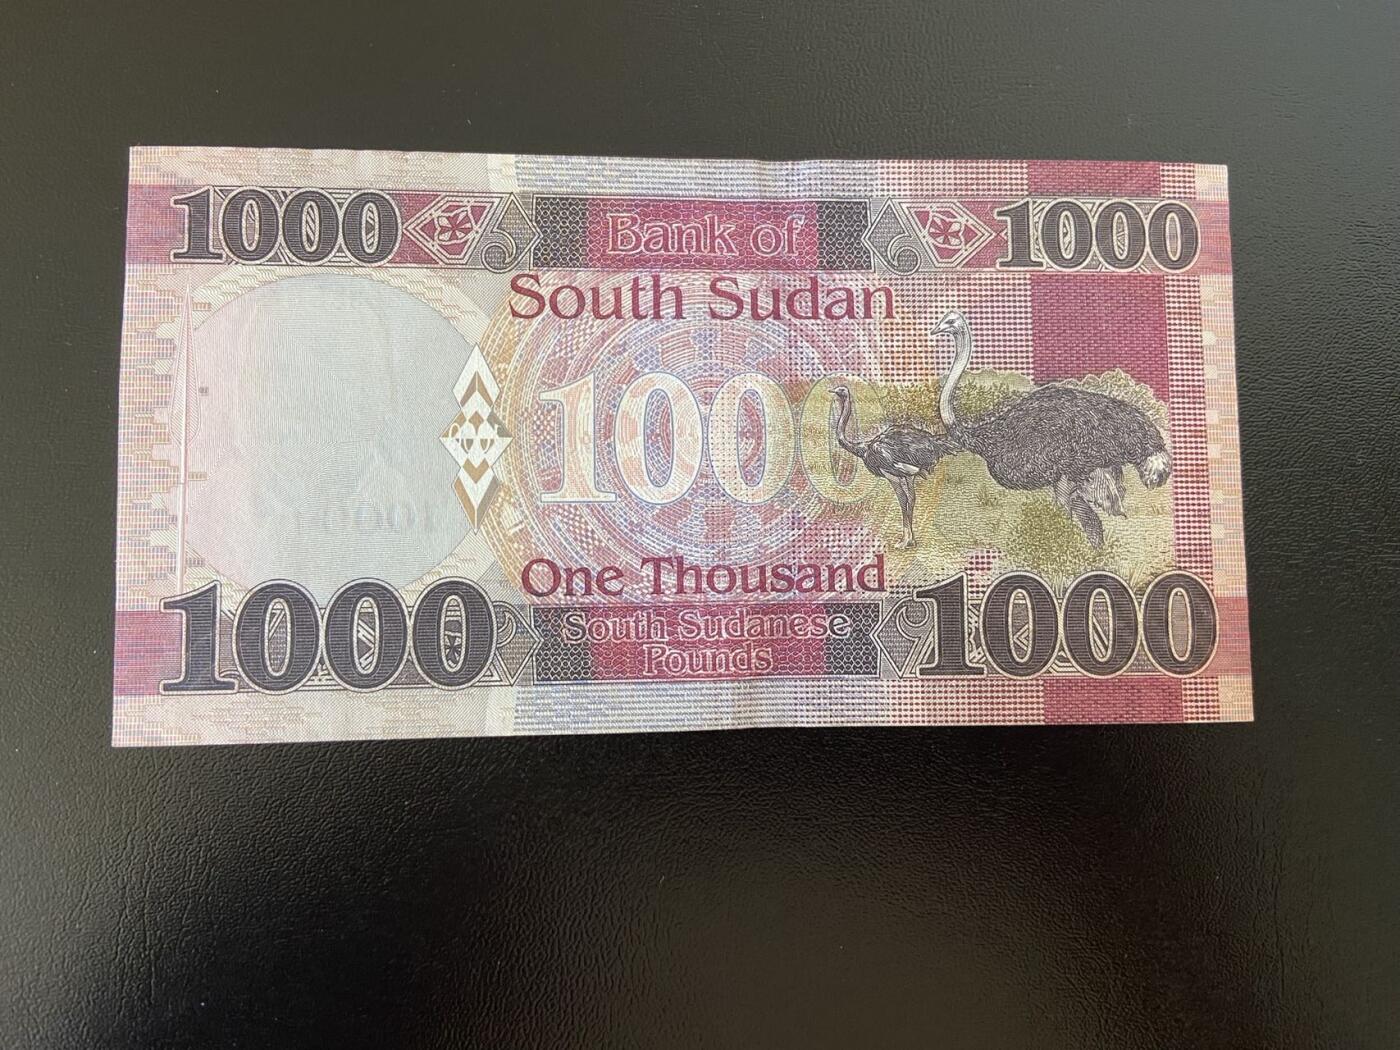 1000
Bank of
1000
South Sudan
1000
One Thousand
1000
South Sudanese
Pounds
1000